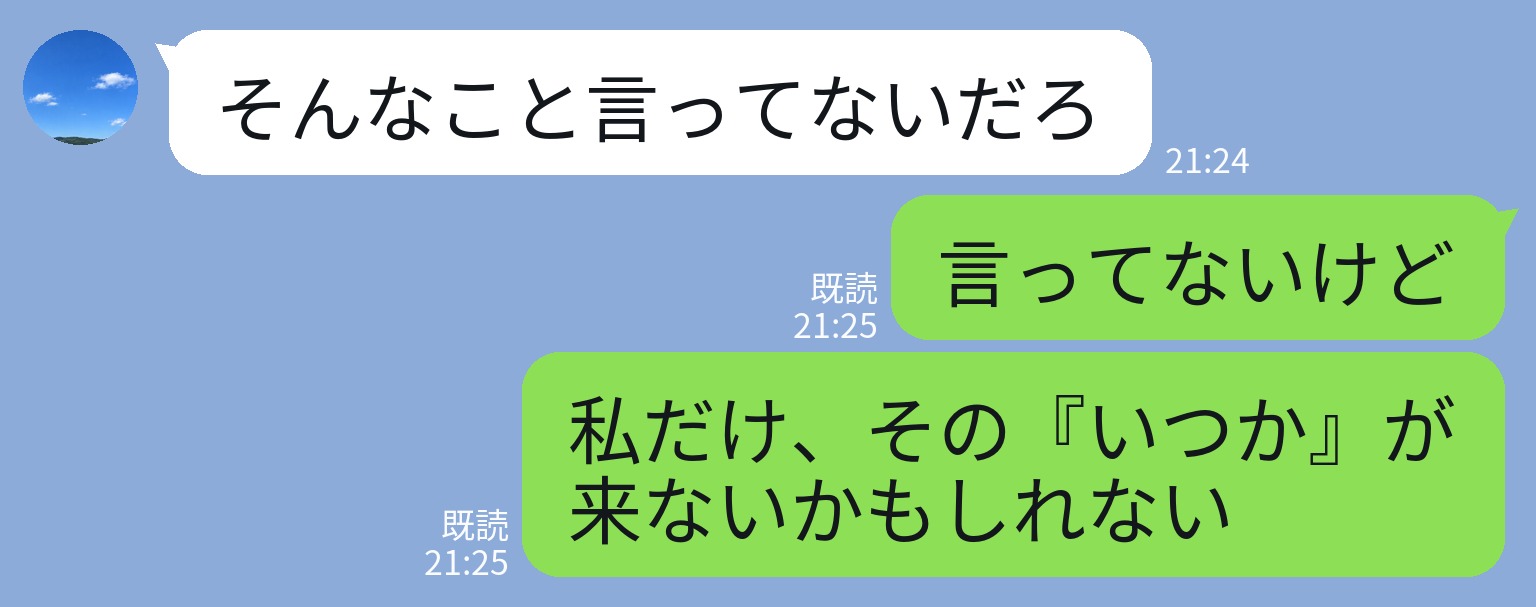 そんなこと言ってないだろ
21:24
言ってないけど
既読
21:25
私だけ、その『いつか』が
来ないかもしれない
既読
21:25